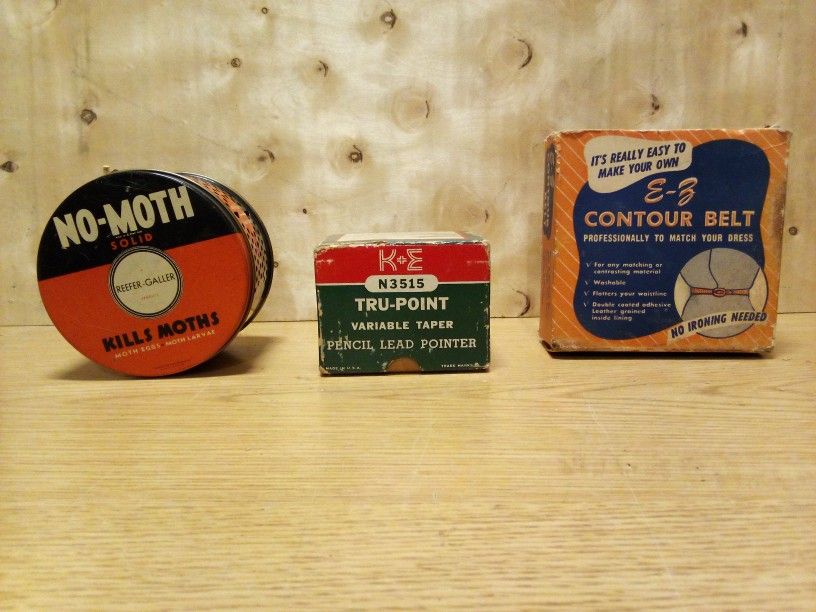 NO-MOTH
SOLID
REEFER-GALLER
KILLS MOTHS
MOTH EGGS • MOTH LARVAE
K+E
N3515
TRU-POINT
VARIABLE TAPER
PENCIL LEAD POINTER
MADE IN U.S.A.
TRADE MARK
IT'S REALLY EASY TO
MAKE YOUR OWN
E-Z
CONTOUR BELT
PROFESSIONALLY TO MATCH YOUR DRESS
√ For any matching or
contrasting material
√ Washable
√ Flatters your waistline
√ Double coated adhesive
Leather grained
inside lining
NO IRONING NEEDED